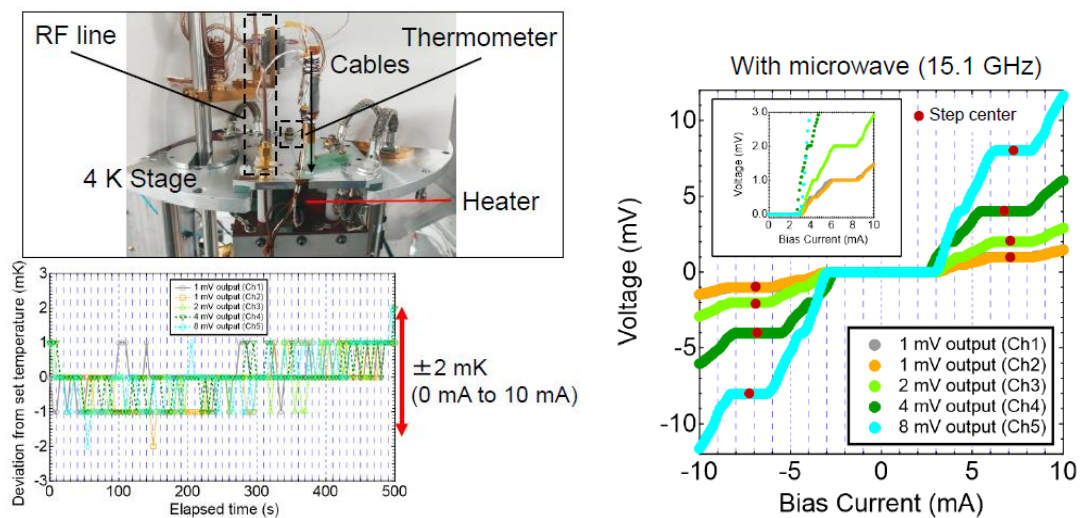 RF line
Thermometer
Cables
4 K Stage
Heater
3
2
1
0
-1
-2
-3
Deviation from set temperature (mK)
1 mV output (Ch1)
1 mV output (Ch2)
2 mV output (Ch3)
4 mV output (Ch4)
8 mV output (Ch5)
0
100
200
300
400
500
Elapsed time (s)
±2 mK
(0 mA to 10 mA)
With microwave (15.1 GHz)
Step center
3.0
2.0
1.0
0.0
Voltage (mV)
0
2
4
6
8
10
Bias Current (mA)
10
5
0
-5
-10
Voltage (mV)
1 mV output (Ch1)
1 mV output (Ch2)
2 mV output (Ch3)
4 mV output (Ch4)
8 mV output (Ch5)
-10
-5
0
5
10
Bias Current (mA)